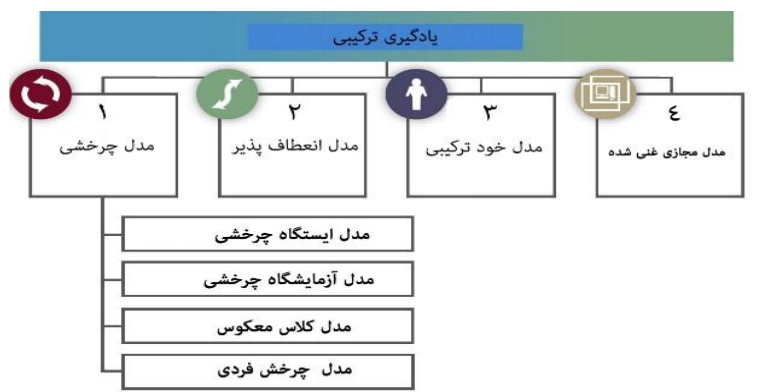 یادگیری ترکیبی
۱
مدل چرخشی
۲
مدل انعطاف پذیر
۳
مدل خود ترکیبی
٤
مدل مجازی غنی شده
مدل ایستگاه چرخشی
مدل آزمایشگاه چرخشی
مدل کلاس معکوس
مدل چرخش فردی